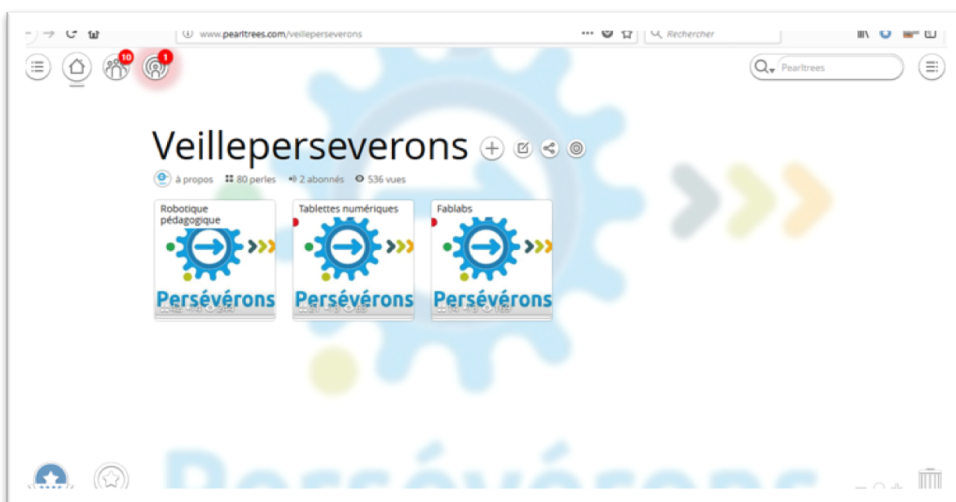 www.pearltrees.com/veilleperseverons
Rechercher
10
1
Pearltrees
Veilleperseverons
à propos 80 perles 2 abonnés 536 vues
Robotique
pédagogique
Tablettes numériques
Fablabs
Persévérons
Persévérons
Persévérons
Persévérons